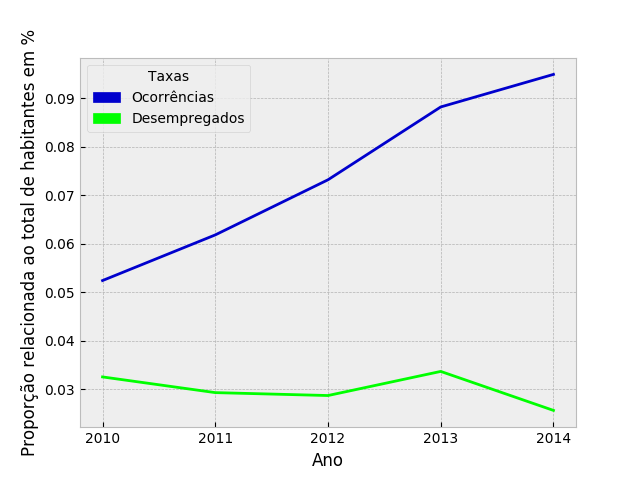 Proporção relacionada ao total de habitantes em %
Taxas
Ocorrências
Desempregados
0.09
0.08
0.07
0.06
0.05
0.04
0.03
2010 2011 2012 2013 2014
Ano